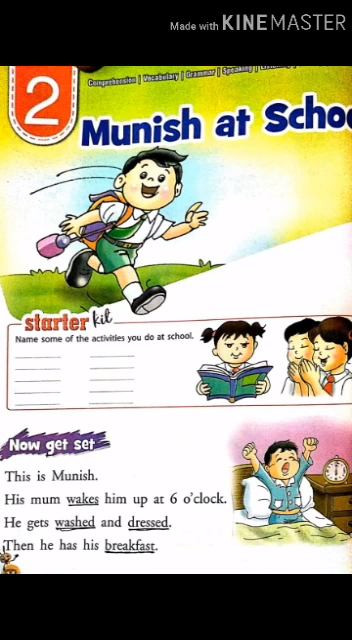 Made with KINEMASTER
Comprehension | Vocabulary | Grammar | Speaking |
2
Munish at Schoo
starter kit
Name some of the activities you do at school.
Now get set
This is Munish.
His mum wakes him up at 6 o'clock.
He gets washed and dressed.
Then he has his breakfast.